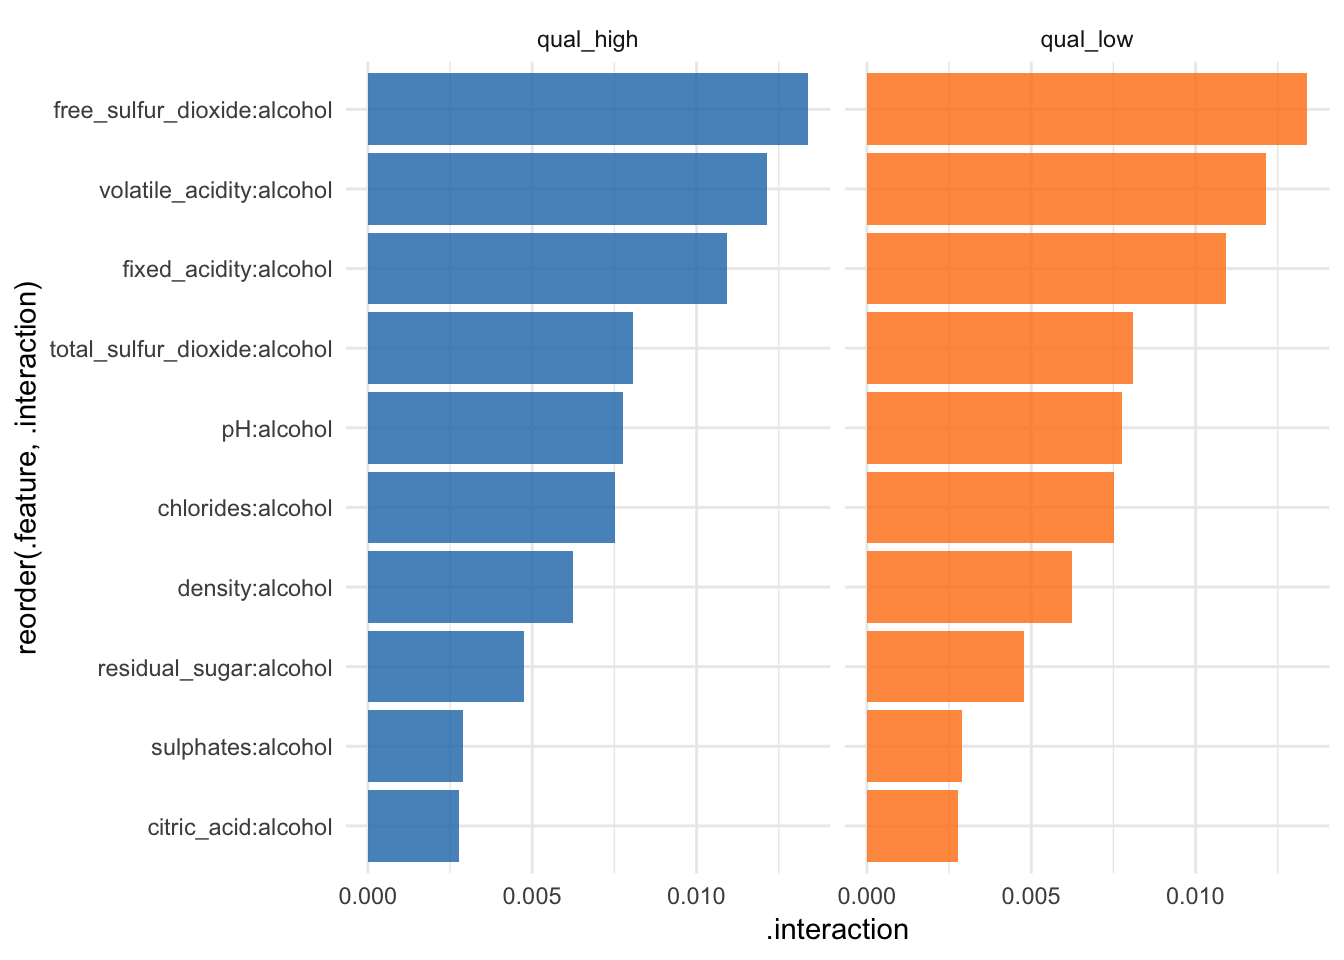 qual_high
qual_low
reorder(.feature, .interaction)
free_sulfur_dioxide:alcohol
volatile_acidity:alcohol
fixed_acidity:alcohol
total_sulfur_dioxide:alcohol
pH:alcohol
chlorides:alcohol
density:alcohol
residual_sugar:alcohol
sulphates:alcohol
citric_acid:alcohol
0.000 0.005 0.010
0.000 0.005 0.010
.interaction